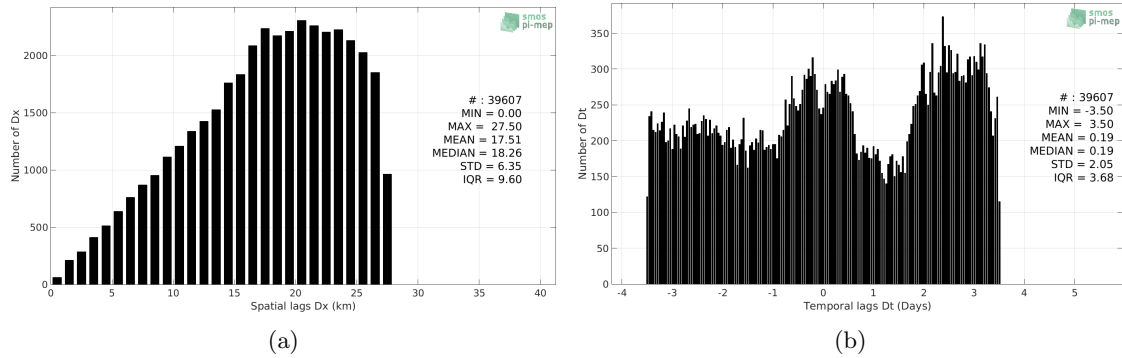 smos
pi-mep
2000
1500
1000
500
0
Number of Dx
# : 39607
MIN = 0.00
MAX = 27.50
MEAN = 17.51
MEDIAN = 18.26
STD = 6.35
IQR = 9.60
0 5 10 15 20 25 30 35 40
Spatial lags Dx (km)
(a)
smos
pi-mep
350
300
250
200
150
100
50
0
Number of Dt
# : 39607
MIN = -3.50
MAX = 3.50
MEAN = 0.19
MEDIAN = 0.19
STD = 2.05
IQR = 3.68
-4 -3 -2 -1 0 1 2 3 4 5
Temporal lags Dt (Days)
(b)